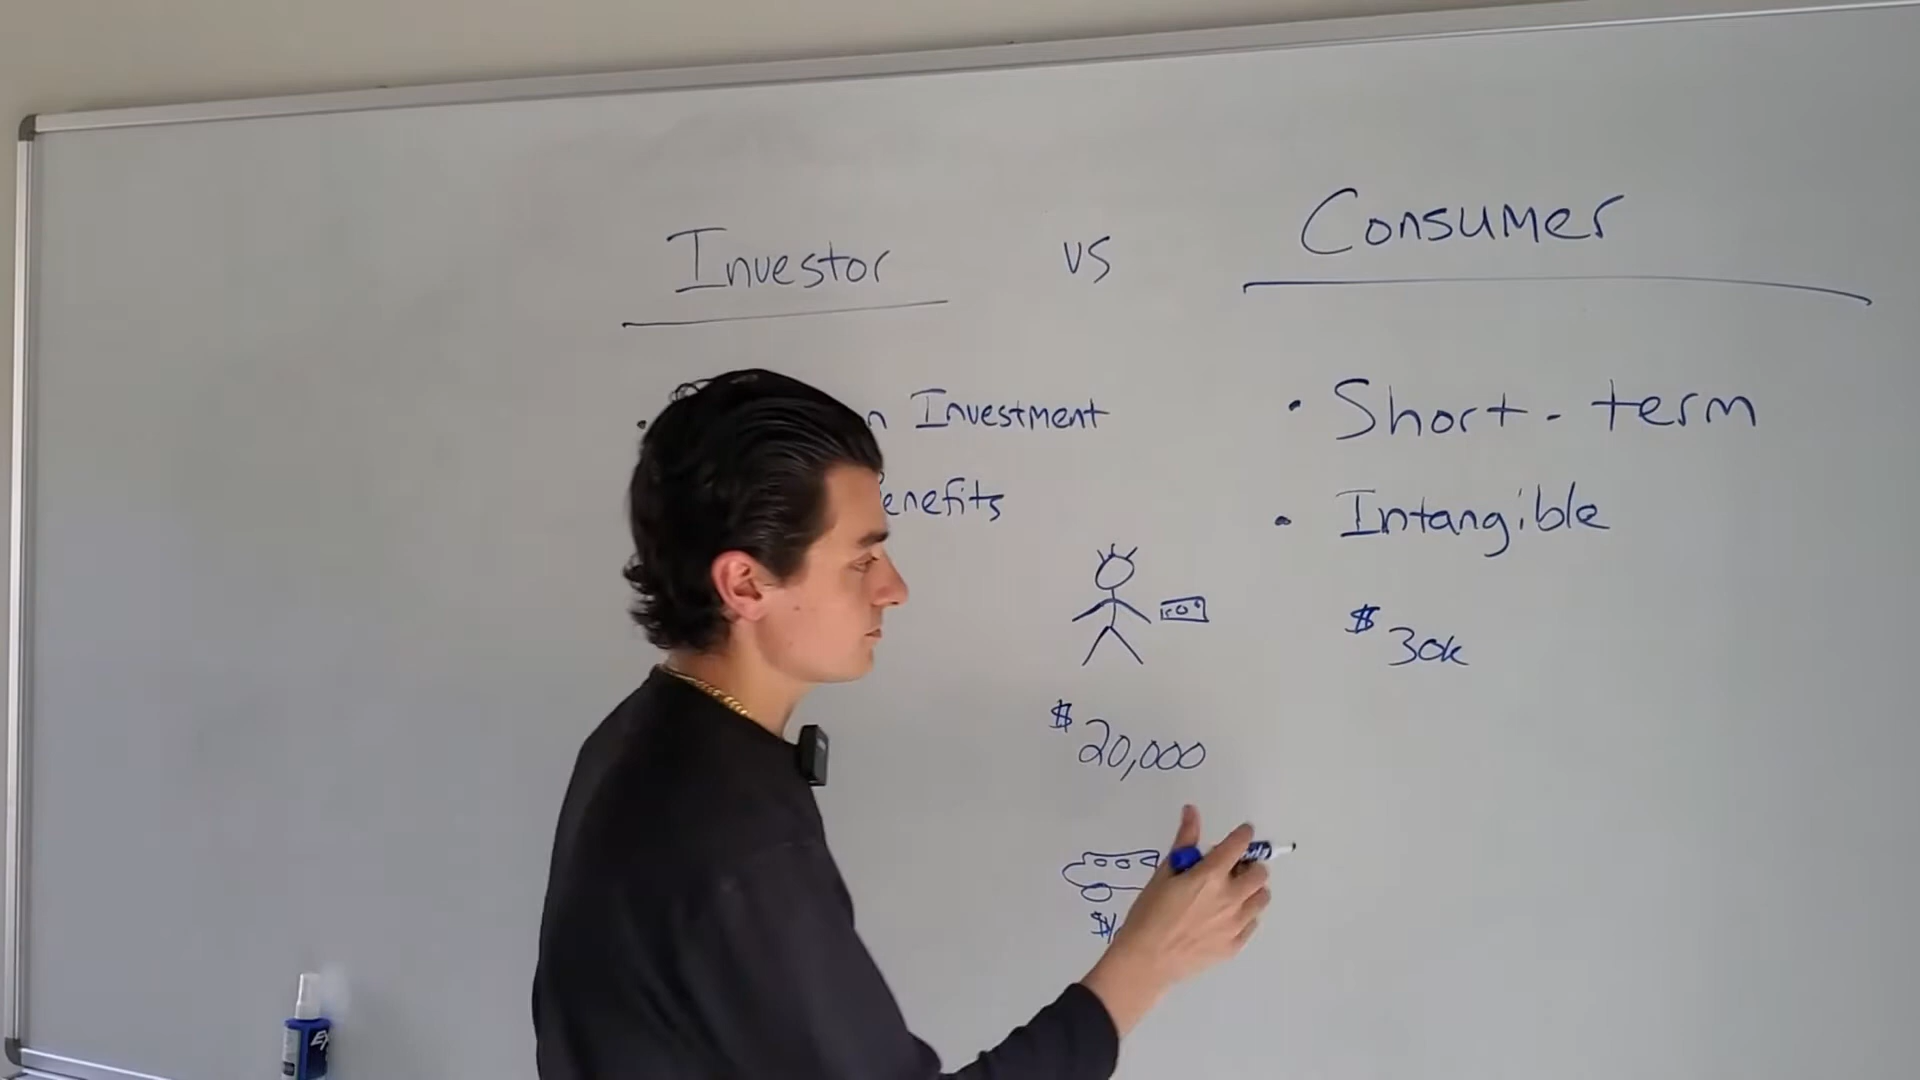 Investor vs Consumer
• n Investment
enefits
• Short-term
• Intangible
$ 30k
$ 20,000
$